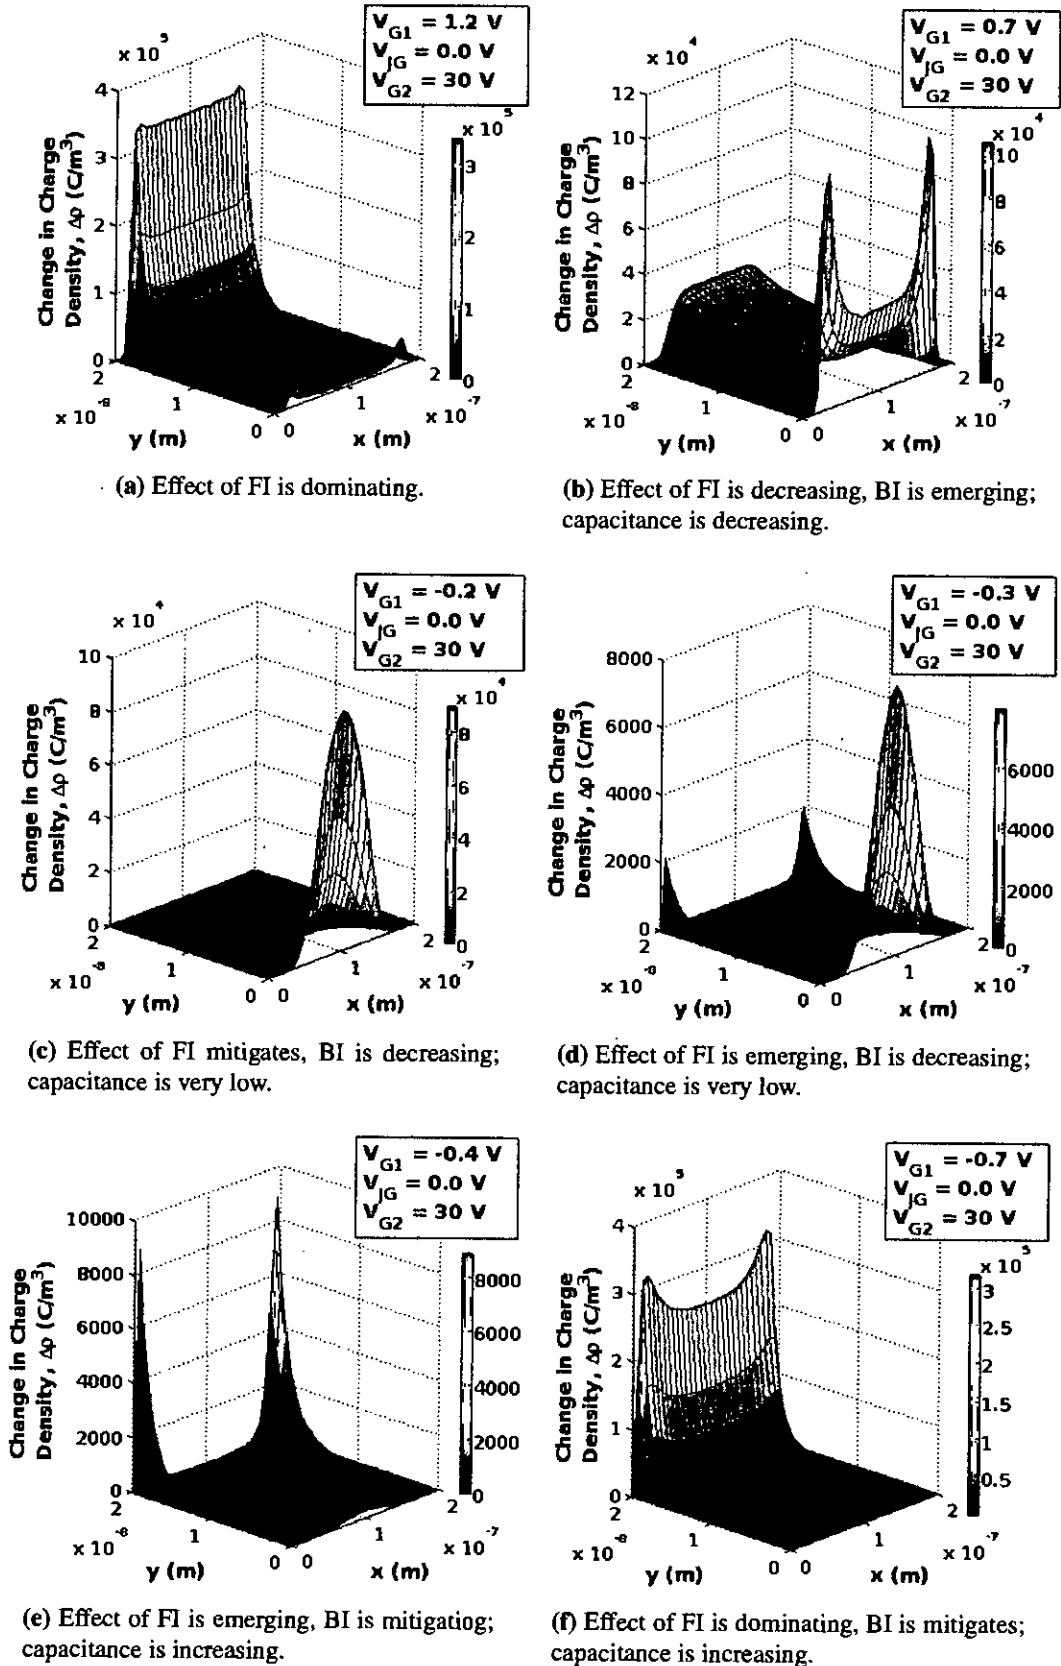 V_G1 = 1.2 V
V_JG = 0.0 V
V_G2 = 30 V
x 10^5
4
3
2
1
0
Change in Charge
Density, Δρ (C/m^3)
x 10^5
3
2
1
0
2
1
0
x 10^-8
y (m)
0
1
2
x 10^-7
x (m)
(a) Effect of FI is dominating.
V_G1 = 0.7 V
V_JG = 0.0 V
V_G2 = 30 V
x 10^4
12
10
8
6
4
2
0
Change in Charge
Density, Δρ (C/m^3)
x 10^4
10
8
6
4
2
0
2
1
0
x 10^-8
y (m)
0
1
2
x 10^-7
x (m)
(b) Effect of FI is decreasing, BI is emerging;
capacitance is decreasing.
V_G1 = -0.2 V
V_JG = 0.0 V
V_G2 = 30 V
x 10^4
10
8
6
4
2
0
Change in Charge
Density, Δρ (C/m^3)
x 10^4
8
6
4
2
0
2
1
0
x 10^-8
y (m)
0
1
2
x 10^-7
x (m)
(c) Effect of FI mitigates, BI is decreasing;
capacitance is very low.
V_G1 = -0.3 V
V_JG = 0.0 V
V_G2 = 30 V
8000
6000
4000
2000
0
Change in Charge
Density, Δρ (C/m^3)
6000
4000
2000
0
2
1
0
x 10^-8
y (m)
0
1
2
x 10^-7
x (m)
(d) Effect of FI is emerging, BI is decreasing;
capacitance is very low.
V_G1 = -0.4 V
V_JG = 0.0 V
V_G2 = 30 V
10000
8000
6000
4000
2000
0
Change in Charge
Density, Δρ (C/m^3)
8000
6000
4000
2000
0
2
1
0
x 10^-8
y (m)
0
1
2
x 10^-7
x (m)
(e) Effect of FI is emerging, BI is mitigating;
capacitance is increasing.
V_G1 = -0.7 V
V_JG = 0.0 V
V_G2 = 30 V
x 10^5
4
3
2
1
0
Change in Charge
Density, Δρ (C/m^3)
x 10^5
3
2.5
2
1.5
1
0.5
2
1
0
x 10^-8
y (m)
0
1
2
x 10^-7
x (m)
(f) Effect of FI is dominating, BI is mitigates;
capacitance is increasing.